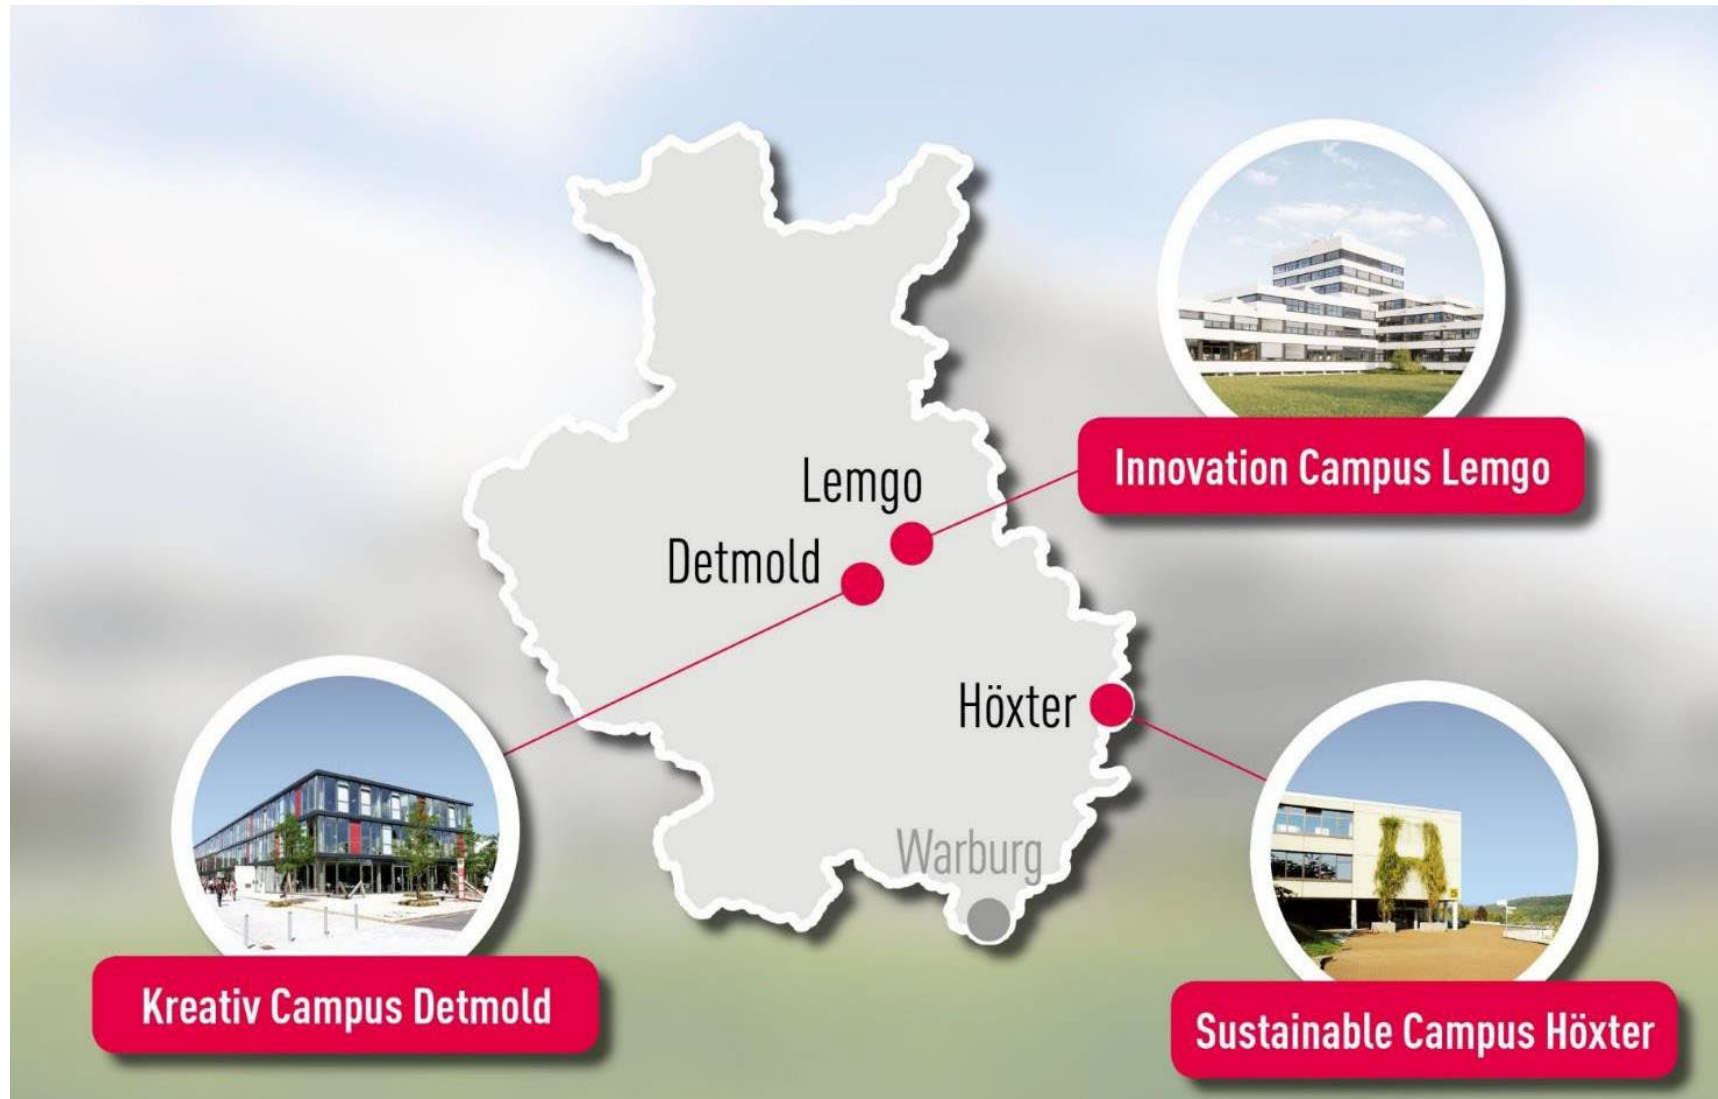 Innovation Campus Lemgo
Lemgo
Detmold
Höxter
Warburg
Kreativ Campus Detmold
Sustainable Campus Höxter